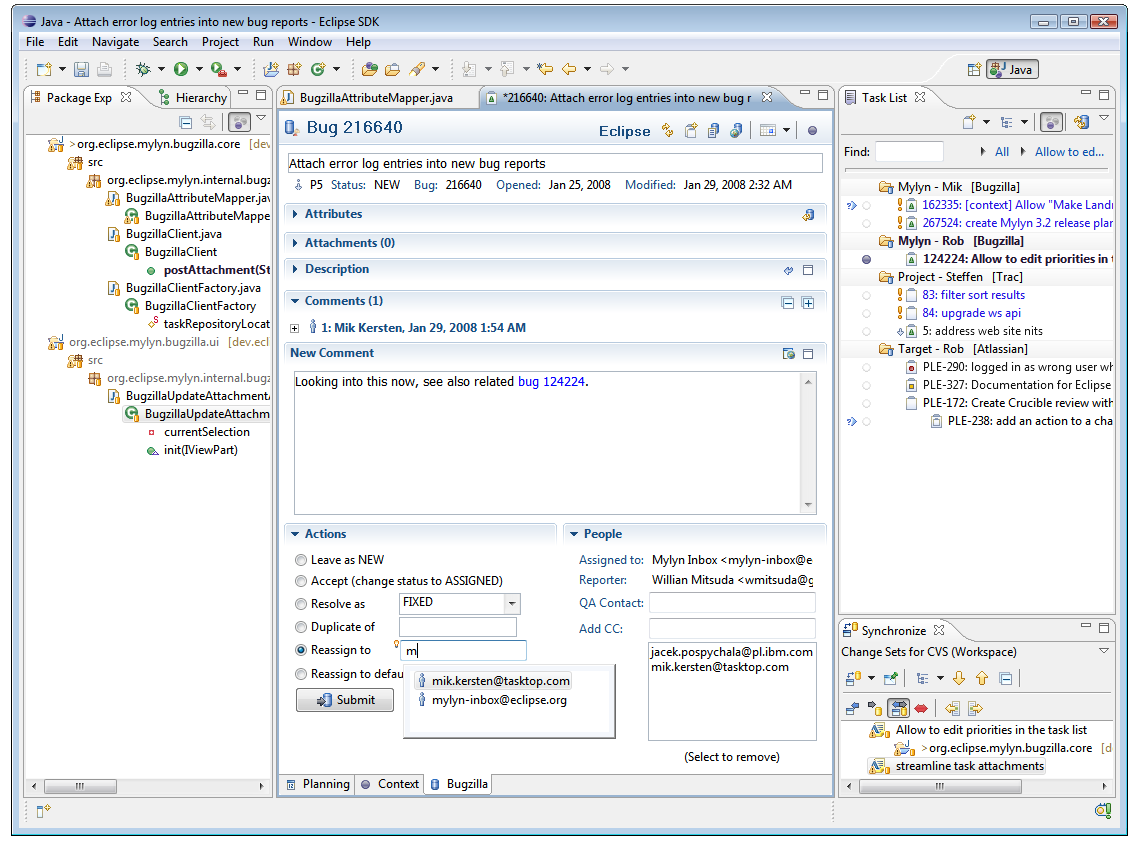 Java - Attach error log entries into new bug reports - Eclipse SDK
File Edit Navigate Search Project Run Window Help
Java
Package Exp
Hierarchy
>org.eclipse.mylyn.bugzilla.core [dev
src
org.eclipse.mylyn.internal.bugz
BugzillaAttributeMapper.jav
BugzillaAttributeMappe
BugzillaClient.java
BugzillaClient
postAttachment(St
BugzillaClientFactory.java
BugzillaClientFactory
taskRepositoryLocat
org.eclipse.mylyn.bugzilla.ui [dev.ecl
src
org.eclipse.mylyn.internal.bugz
BugzillaUpdateAttachment
BugzillaUpdateAttachm
currentSelection
init(IViewPart)
BugzillaAttributeMapper.java
*216640: Attach error log entries into new bug r
Bug 216640
Eclipse
Attach error log entries into new bug reports
P5 Status: NEW Bug: 216640 Opened: Jan 25, 2008 Modified: Jan 29, 2008 2:32 AM
Attributes
Attachments (0)
Description
Comments (1)
1: Mik Kersten, Jan 29, 2008 1:54 AM
New Comment
Looking into this now, see also related bug 124224.
Actions
Leave as NEW
Accept (change status to ASSIGNED)
Resolve as FIXED
Duplicate of
Reassign to m
Reassign to defau
mik.kersten@tasktop.com
mylyn-inbox@eclipse.org
Submit
People
Assigned to: Mylyn Inbox <mylyn-inbox@e
Reporter: Willian Mitsuda <wmitsuda@g
QA Contact:
Add CC:
jacek.pospychala@pl.ibm.com
mik.kersten@tasktop.com
(Select to remove)
Planning Context Bugzilla
Task List
Find: All Allow to ed...
Mylyn - Mik [Bugzilla]
162335: [context] Allow "Make Landm
267524: create Mylyn 3.2 release plan
Mylyn - Rob [Bugzilla]
124224: Allow to edit priorities in t
Project - Steffen [Trac]
83: filter sort results
84: upgrade ws api
5: address web site nits
Target - Rob [Atlassian]
PLE-290: logged in as wrong user wh
PLE-327: Documentation for Eclipse
PLE-172: Create Crucible review with
PLE-238: add an action to a cha
Synchronize
Change Sets for CVS (Workspace)
Allow to edit priorities in the task list
>org.eclipse.mylyn.bugzilla.core [d
streamline task attachments